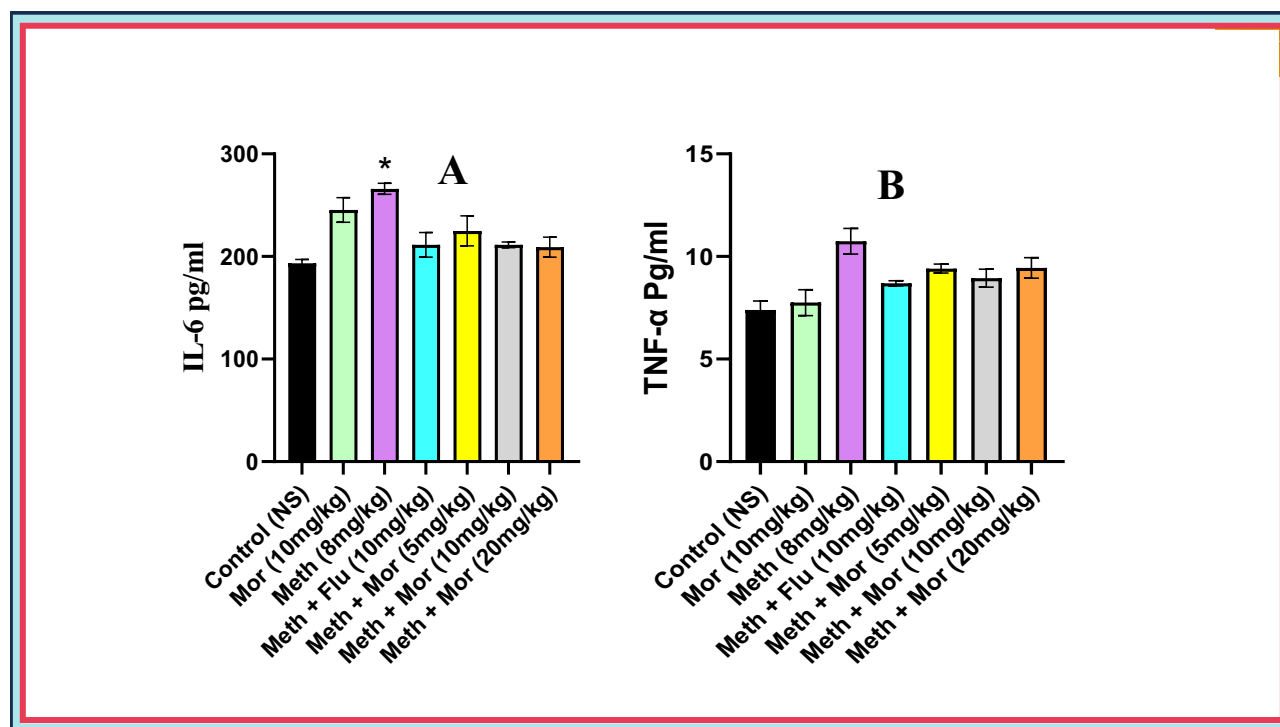 A
*
IL-6 pg/ml
300
200
100
0
Control (NS)
Mor (10mg/kg)
Meth (8mg/kg)
Meth + Flu (10mg/kg)
Meth + Mor (5mg/kg)
Meth + Mor (10mg/kg)
Meth + Mor (20mg/kg)
B
TNF-α Pg/ml
15
10
5
0
Control (NS)
Mor (10mg/kg)
Meth (8mg/kg)
Meth + Flu (10mg/kg)
Meth + Mor (5mg/kg)
Meth + Mor (10mg/kg)
Meth + Mor (20mg/kg)